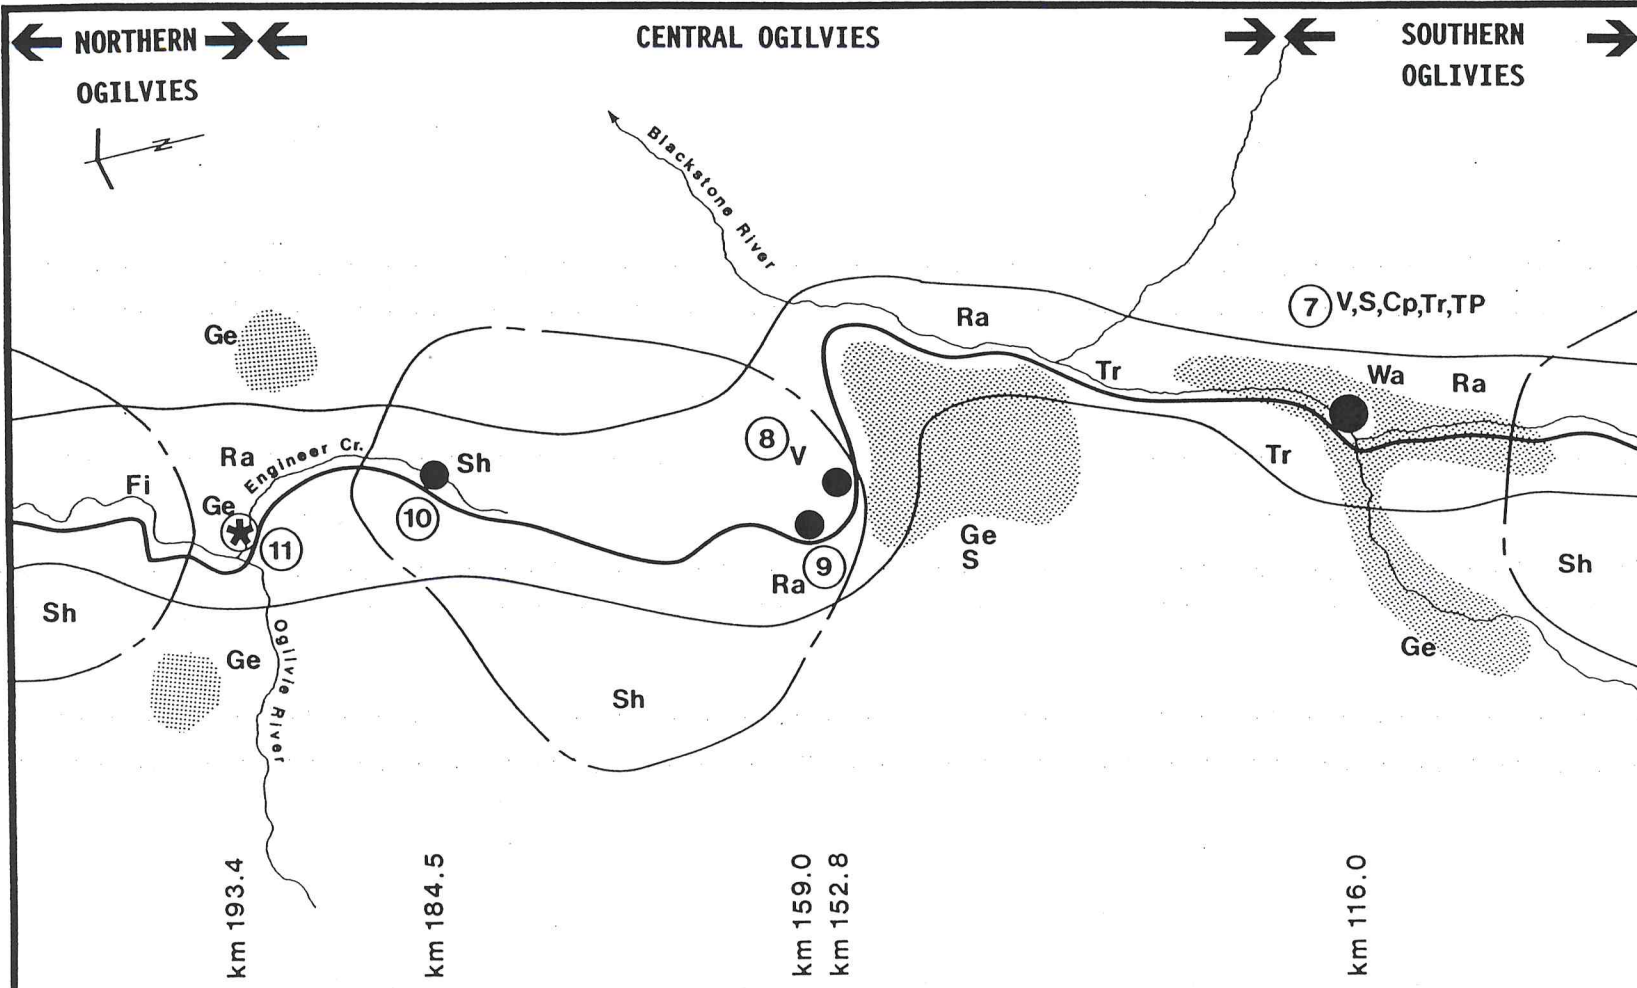 NORTHERN
OGILVIES
CENTRAL OGILVIES
SOUTHERN
OGLIVIES
N
Blackstone River
Ge
Ra
7 V,S,Cp,Tr,TP
Tr
Wa
Ra
8
V
Ra
Engineer Cr.
Sh
Fi
Ge
*
10
11
Tr
Ge
S
9
Ra
Sh
Sh
Ge
Ogilvie River
Ge
Sh
km 193.4
km 184.5
km 159.0
km 152.8
km 116.0